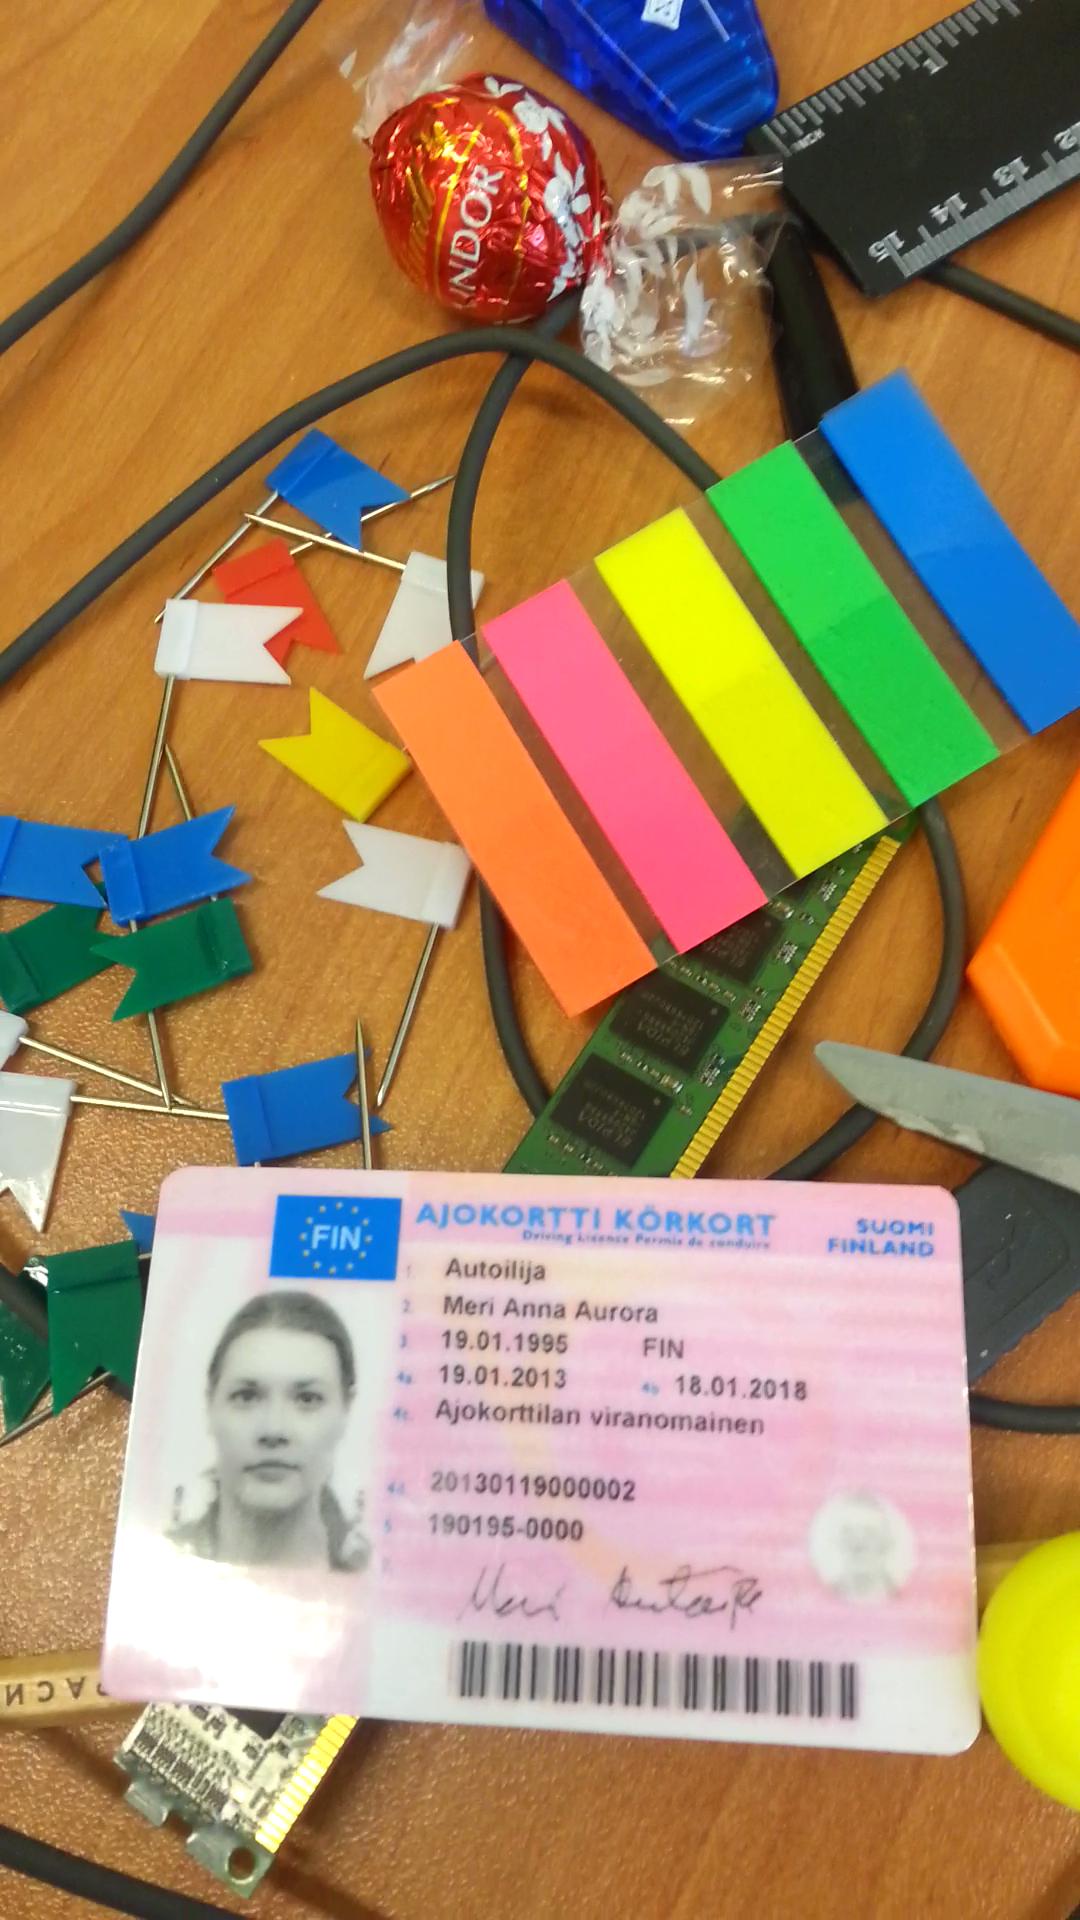 LINDOR
12
13
14
15
ELPIDA
ELPIDA
FIN
AJOKORTTI KÖRKORT
Driving Licence Permis de conduire
SUOMI
FINLAND
1. Autoilija
2. Meri Anna Aurora
3. 19.01.1995 FIN
4a. 19.01.2013 4b. 18.01.2018
4c. Ajokorttilan viranomainen
4d. 20130119000002
5. 190195-0000
7.